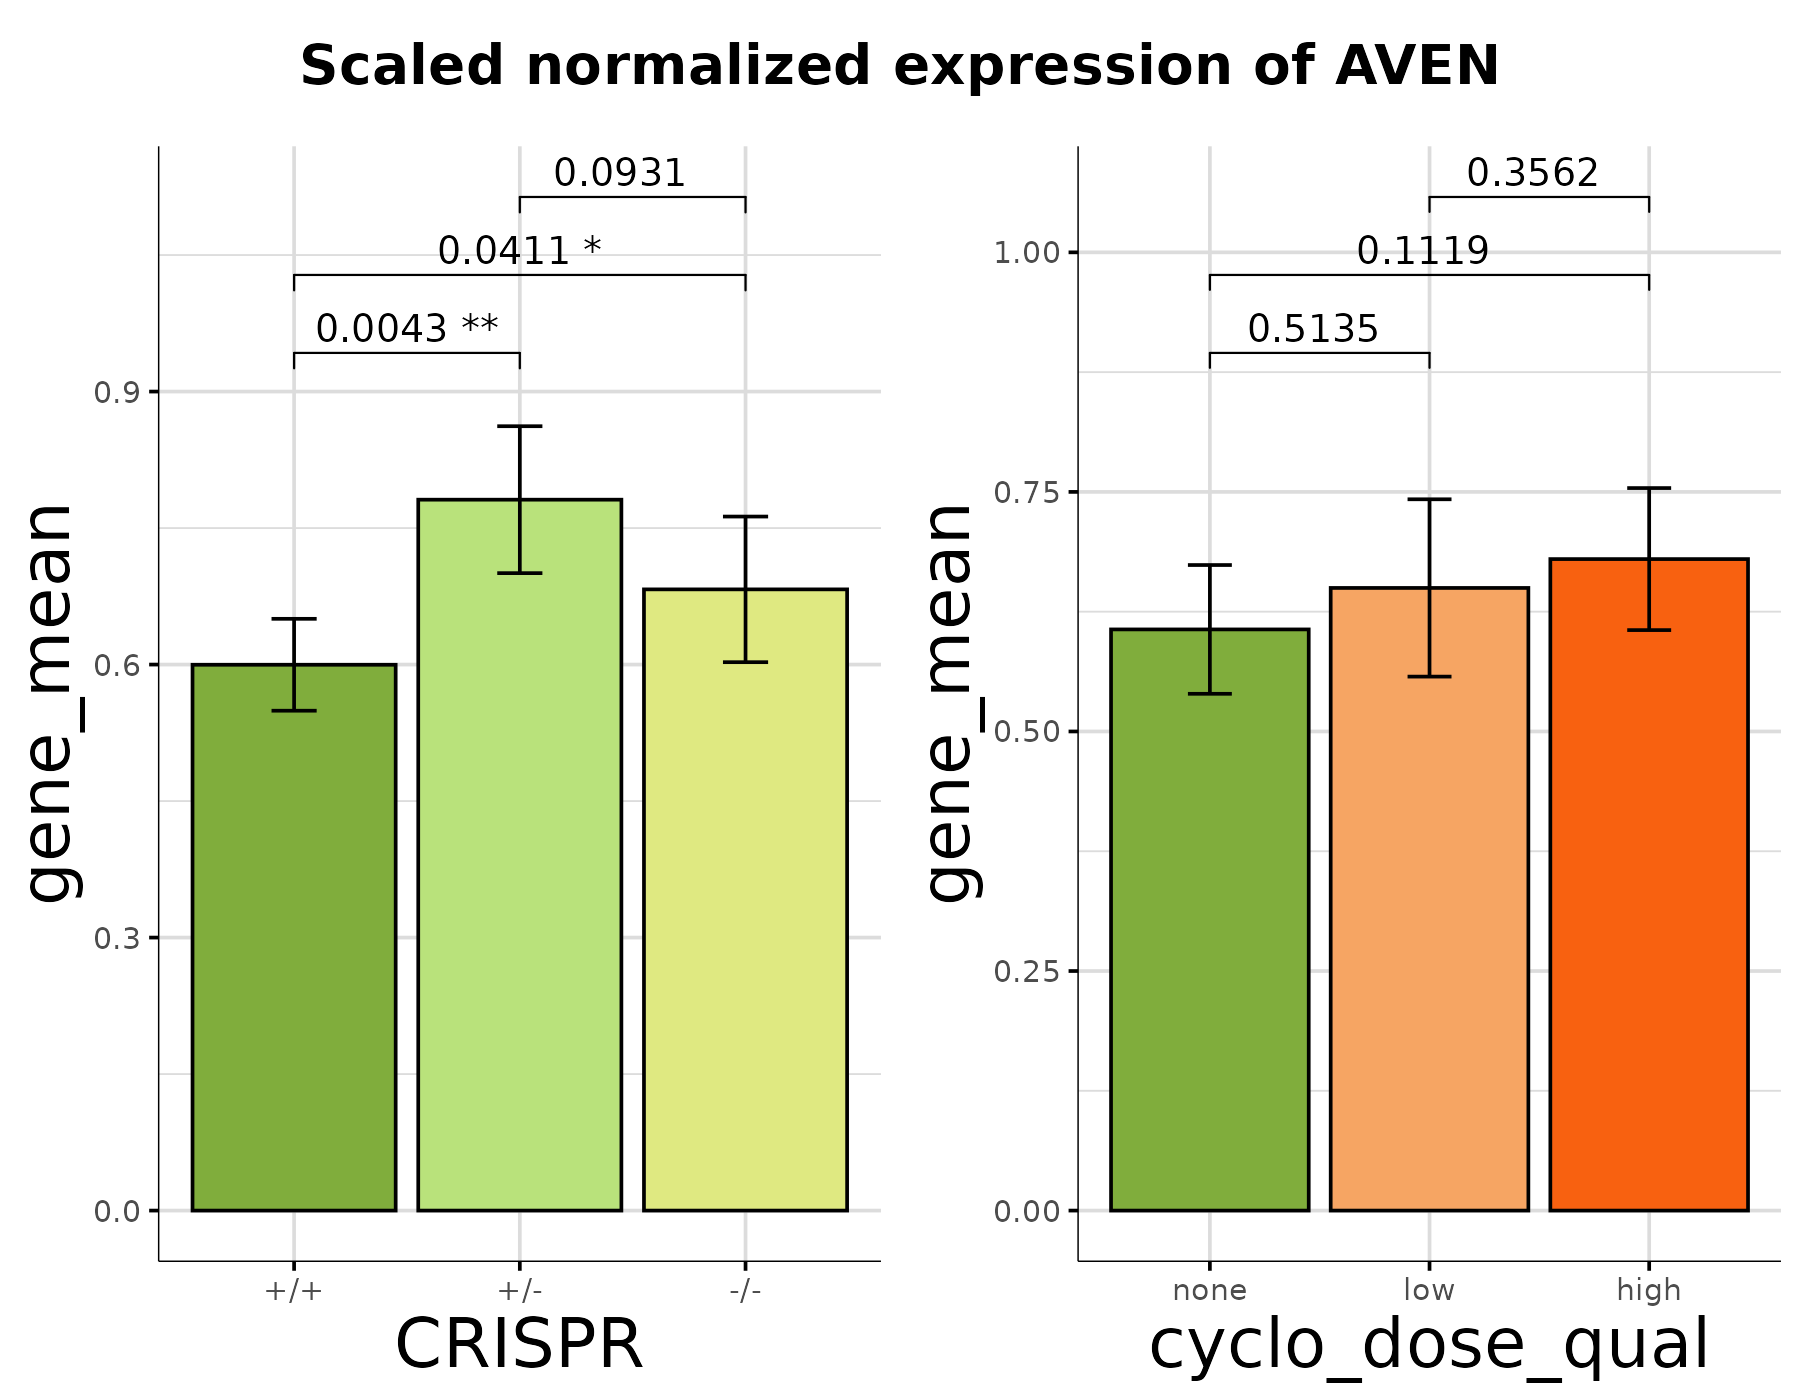 Scaled normalized expression of AVEN
0.0931
0.0411 *
0.0043 **
0.9
0.6
0.3
0.0
gene_mean
+/+ +/- -/-
CRISPR
0.3562
0.1119
0.5135
1.00
0.75
0.50
0.25
0.00
gene_mean
none low high
cyclo_dose_qual